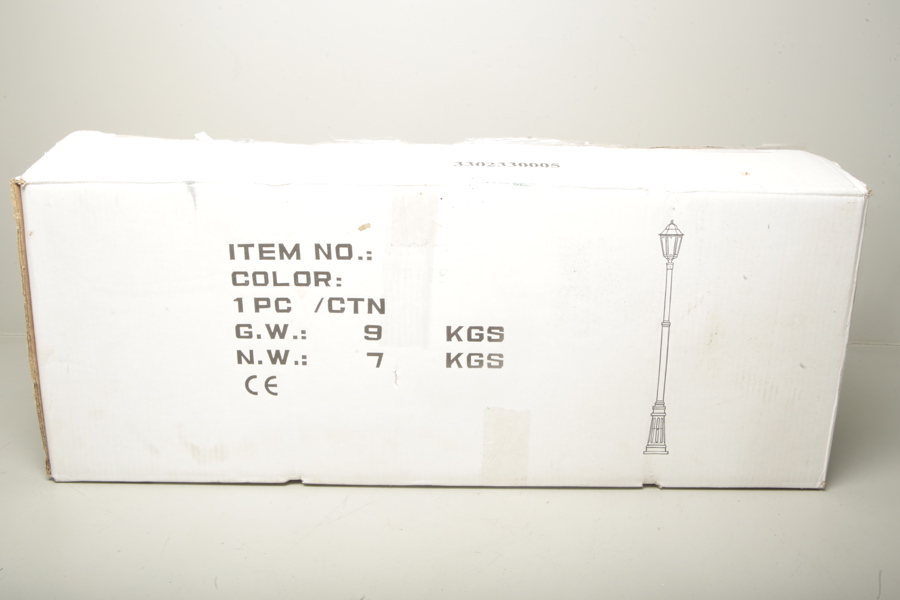 3302330005
ITEM NO.:
COLOR:
1 PC /CTN
G.W.: 9 KGS
N.W.: 7 KGS
CE